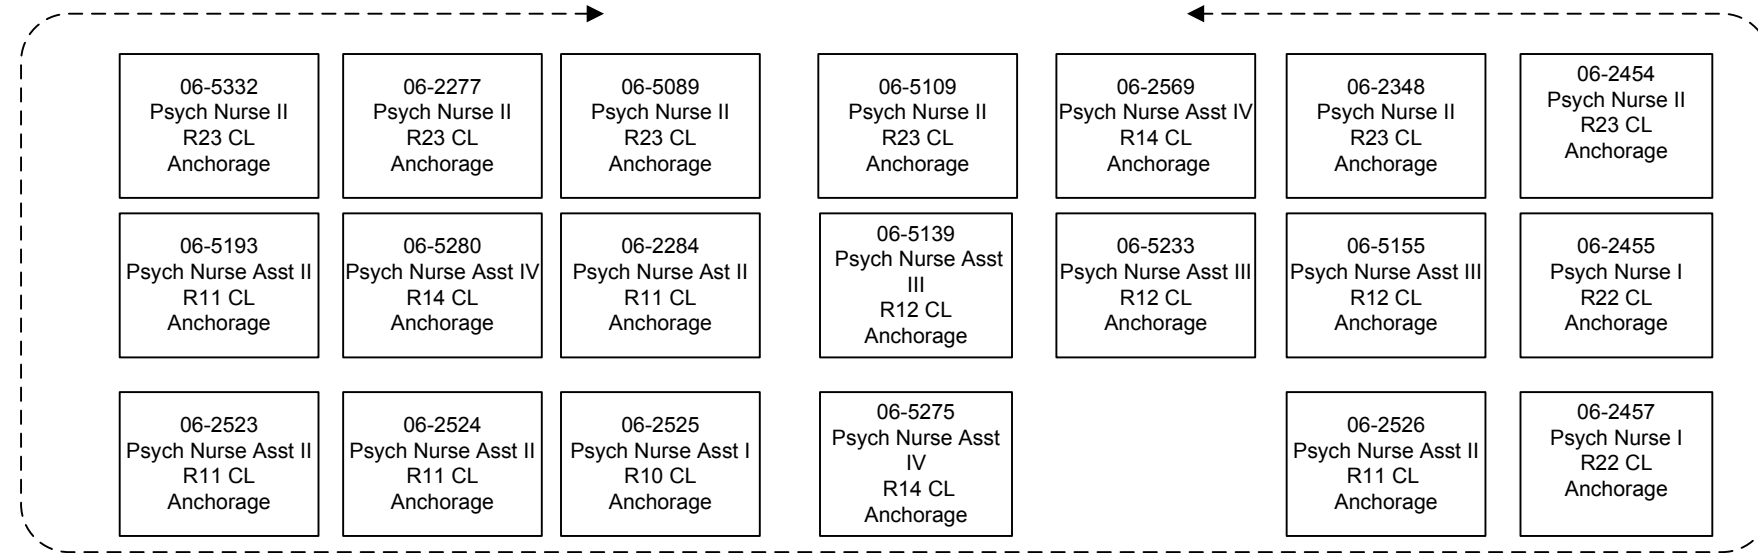 06-5332
Psych Nurse II
R23 CL
Anchorage
06-2277
Psych Nurse II
R23 CL
Anchorage
06-5089
Psych Nurse II
R23 CL
Anchorage
06-5109
Psych Nurse II
R23 CL
Anchorage
06-2569
Psych Nurse Asst IV
R14 CL
Anchorage
06-2348
Psych Nurse II
R23 CL
Anchorage
06-2454
Psych Nurse II
R23 CL
Anchorage
06-5193
Psych Nurse Asst II
R11 CL
Anchorage
06-5280
Psych Nurse Asst IV
R14 CL
Anchorage
06-2284
Psych Nurse Ast II
R11 CL
Anchorage
06-5139
Psych Nurse Asst
III
R12 CL
Anchorage
06-5233
Psych Nurse Asst III
R12 CL
Anchorage
06-5155
Psych Nurse Asst III
R12 CL
Anchorage
06-2455
Psych Nurse I
R22 CL
Anchorage
06-2523
Psych Nurse Asst II
R11 CL
Anchorage
06-2524
Psych Nurse Asst II
R11 CL
Anchorage
06-2525
Psych Nurse Asst I
R10 CL
Anchorage
06-5275
Psych Nurse Asst
IV
R14 CL
Anchorage
06-2526
Psych Nurse Asst II
R11 CL
Anchorage
06-2457
Psych Nurse I
R22 CL
Anchorage